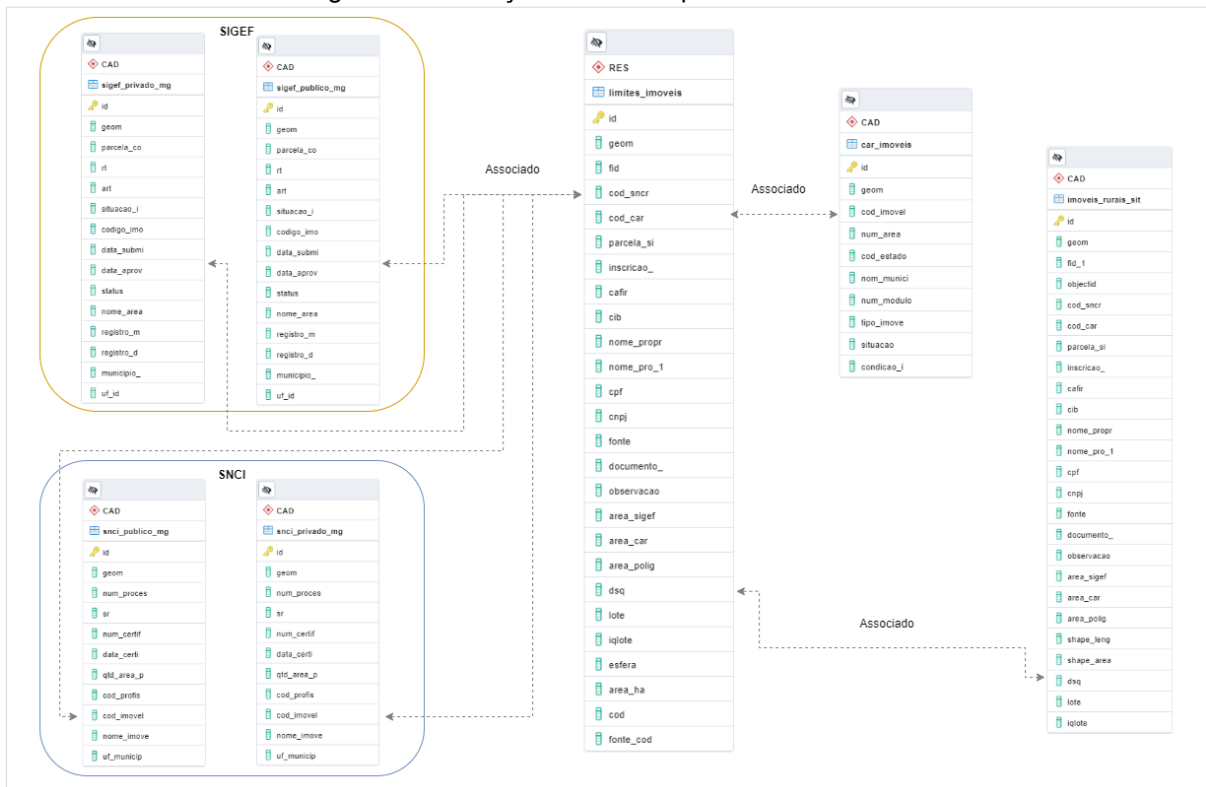 SIGEF
CAD
sigef_privado_mg
id
geom
parcela_co
rt
art
situacao_i
codigo_imo
data_submi
data_aprov
status
nome_area
registro_m
registro_d
municipio_
uf_id
CAD
sigef_publico_mg
id
geom
parcela_co
rt
art
situacao_i
codigo_imo
data_submi
data_aprov
status
nome_area
registro_m
registro_d
municipio_
uf_id
SNCI
CAD
snci_publico_mg
id
geom
num_proces
sr
num_certif
data_certi
qtd_area_p
cod_profis
cod_imovel
nome_imove
uf_municip
CAD
snci_privado_mg
id
geom
num_proces
sr
num_certif
data_certi
qtd_area_p
cod_profis
cod_imovel
nome_imove
uf_municip
Associado
RES
limites_imoveis
id
geom
fid
cod_sncr
cod_car
parcela_si
inscricao_
cafir
cib
nome_propr
nome_pro_1
cpf
cnpj
fonte
documento_
observacao
area_sigef
area_car
area_polig
dsq
lote
iqlote
esfera
area_ha
cod
fonte_cod
Associado
CAD
car_imoveis
id
geom
cod_imovel
num_area
cod_estado
nom_munici
num_modulo
tipo_imove
situacao
condicao_i
Associado
CAD
imoveis_rurais_sit
id
geom
fid_1
objectid
cod_sncr
cod_car
parcela_si
inscricao_
cafir
cib
nome_propr
nome_pro_1
cpf
cnpj
fonte
documento_
observacao
area_sigef
area_car
area_polig
shape_leng
shape_area
dsq
lote
iqlote